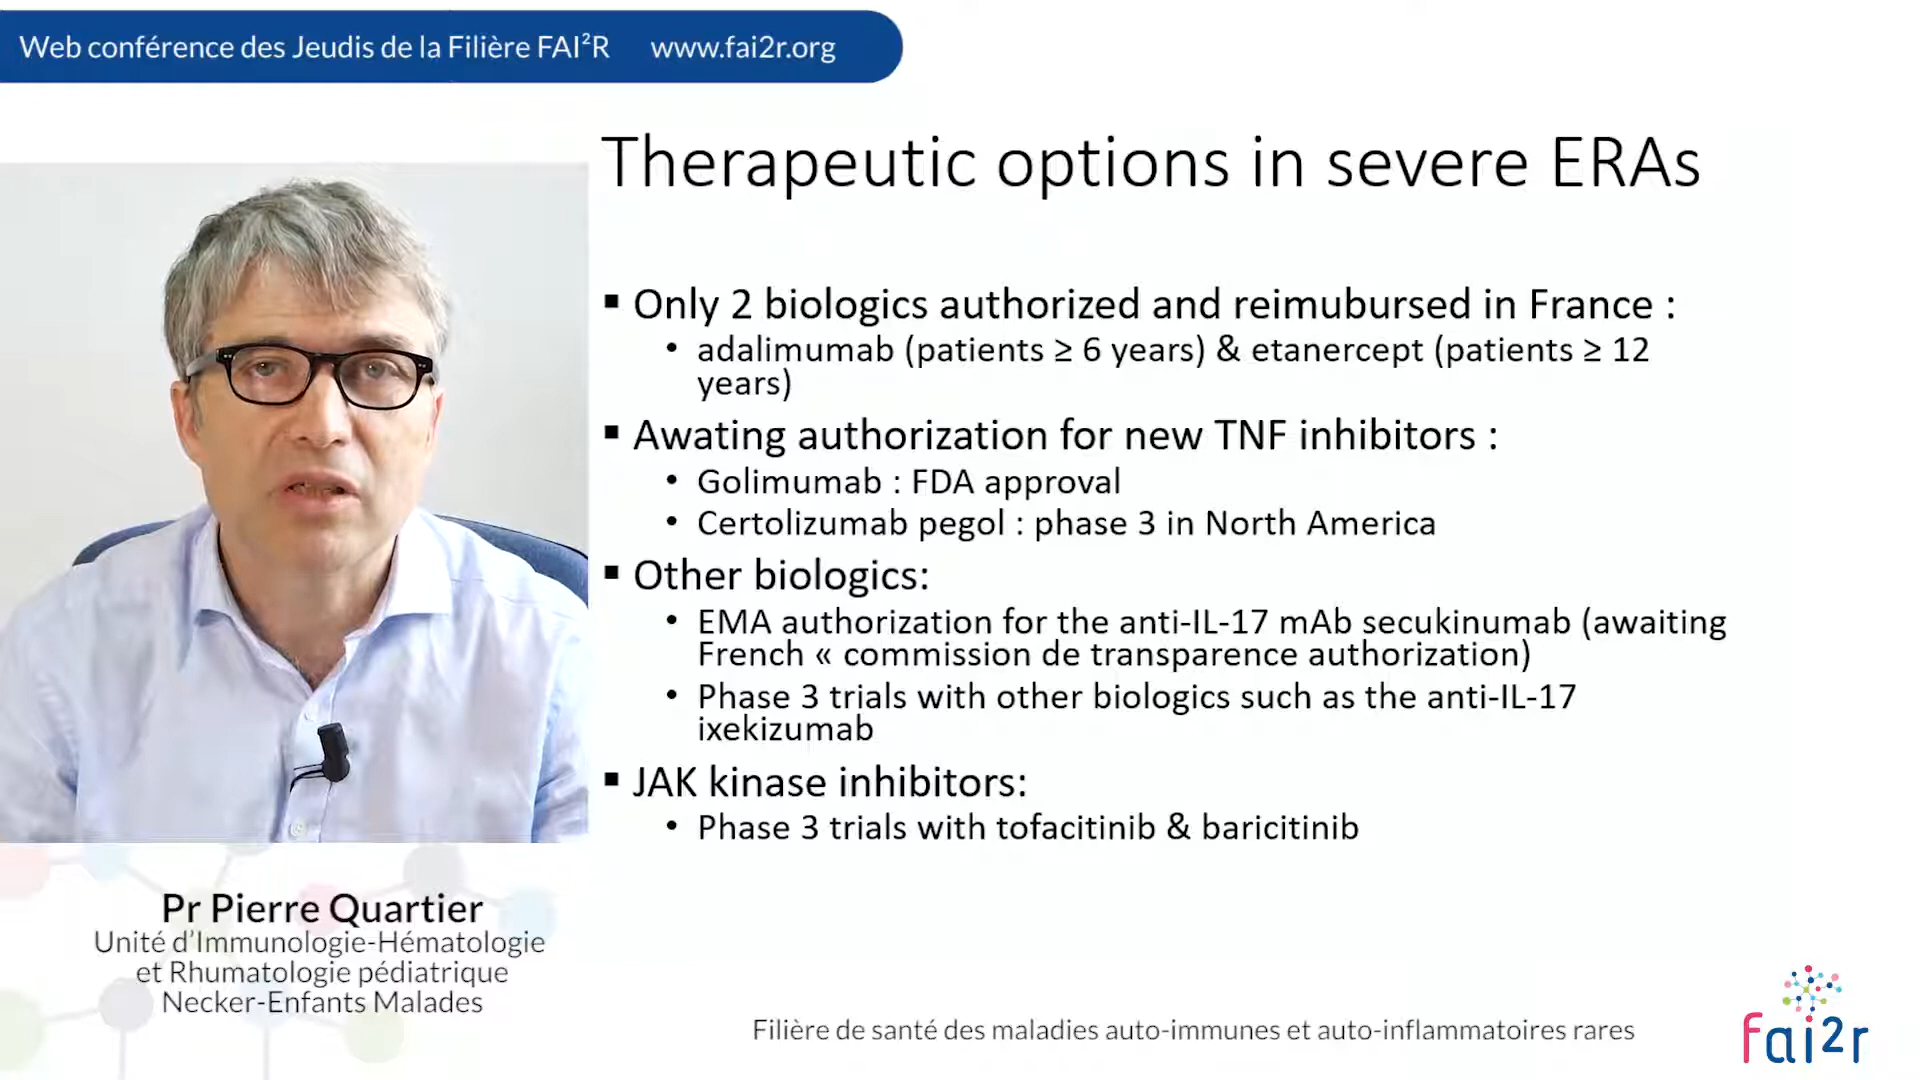 Web conférence des Jeudis de la Filière FAI²R www.fai2r.org
Therapeutic options in severe ERAs
▪ Only 2 biologics authorized and reimubursed in France :
• adalimumab (patients ≥ 6 years) & etanercept (patients ≥ 12
years)
▪ Awating authorization for new TNF inhibitors :
• Golimumab : FDA approval
• Certolizumab pegol : phase 3 in North America
▪ Other biologics:
• EMA authorization for the anti-IL-17 mAb secukinumab (awaiting
French « commission de transparence authorization)
• Phase 3 trials with other biologics such as the anti-IL-17
ixekizumab
▪ JAK kinase inhibitors:
• Phase 3 trials with tofacitinib & baricitinib
Pr Pierre Quartier
Unité d’Immunologie-Hématologie
et Rhumatologie pédiatrique
Necker-Enfants Malades
Filière de santé des maladies auto-immunes et auto-inflammatoires rares
fai2r